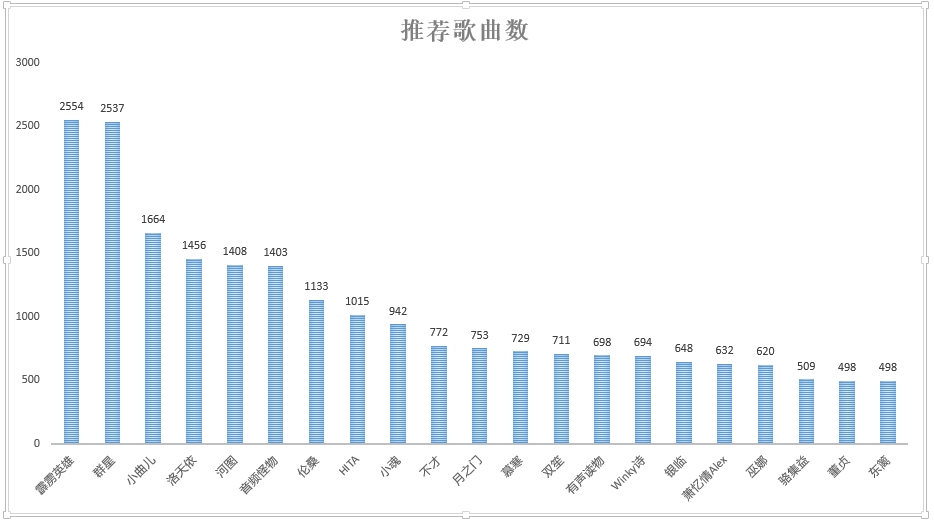 推荐歌曲数
3000
2500
2000
1500
1000
500
0
2554
2537
1664
1456
1408
1403
1133
1015
942
772
753
729
711
698
694
648
632
620
509
498
498
霹雳英雄
群星
小曲儿
洛天依
河图
音频怪物
伦桑
HITA
小魂
不才
月之门
慕寒
双笙
有声读物
Winky诗
银临
萧忆情Alex
巫娜
骆集益
董贞
东篱